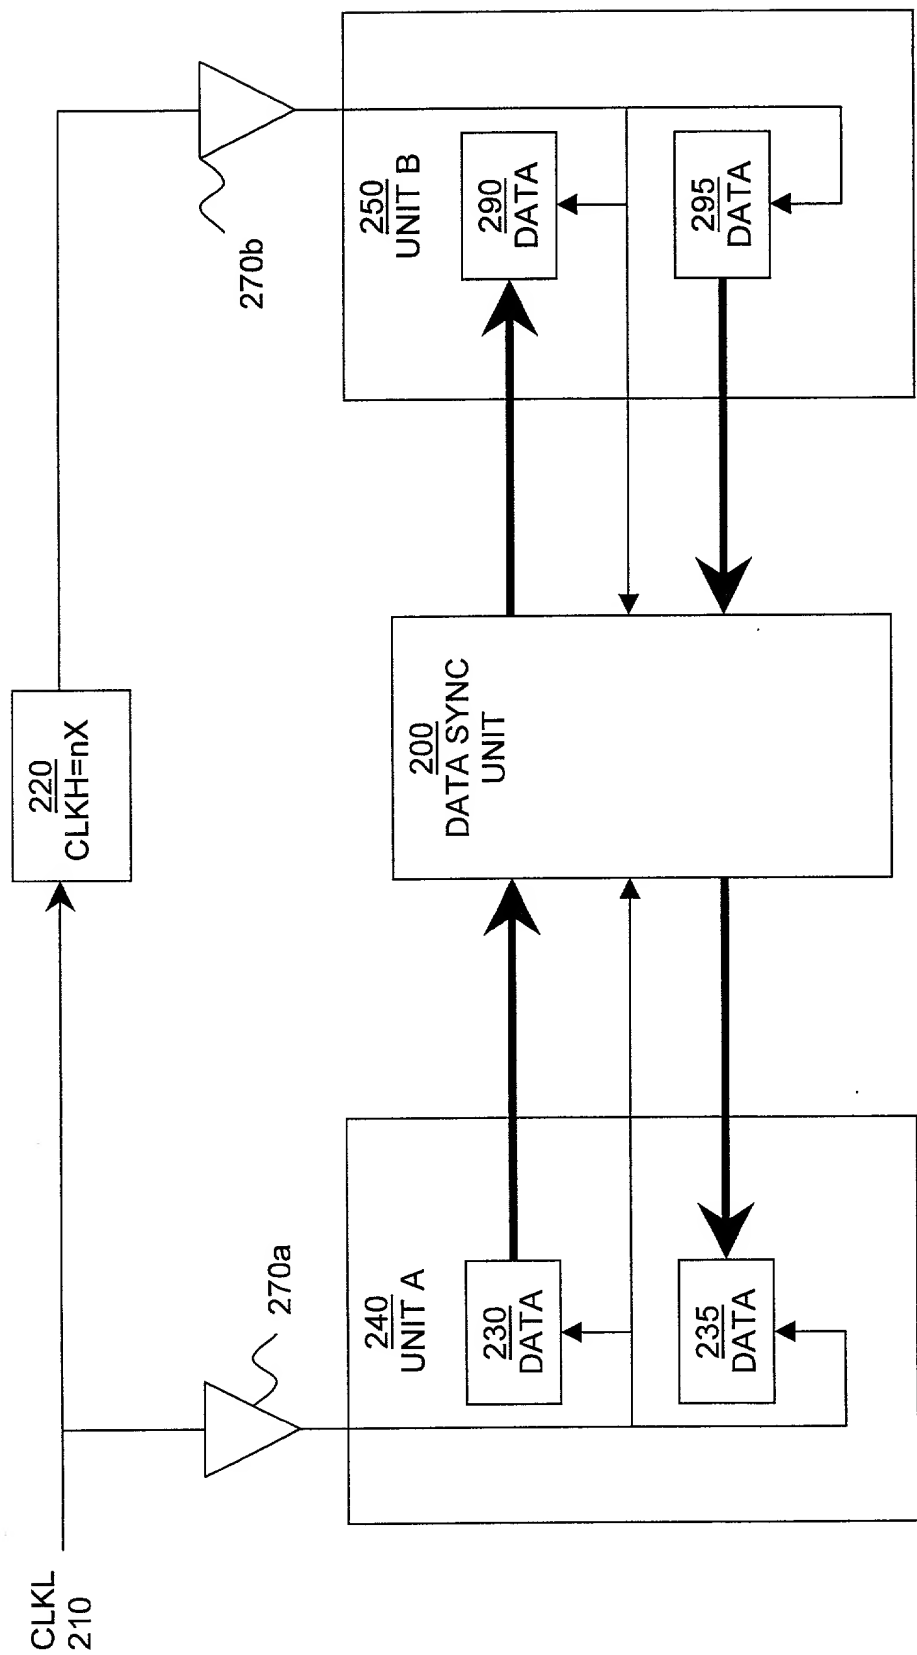 CLKL
210
220
CLKH=nX
270a
270b
240
UNIT A
230
DATA
235
DATA
200
DATA SYNC
UNIT
250
UNIT B
290
DATA
295
DATA